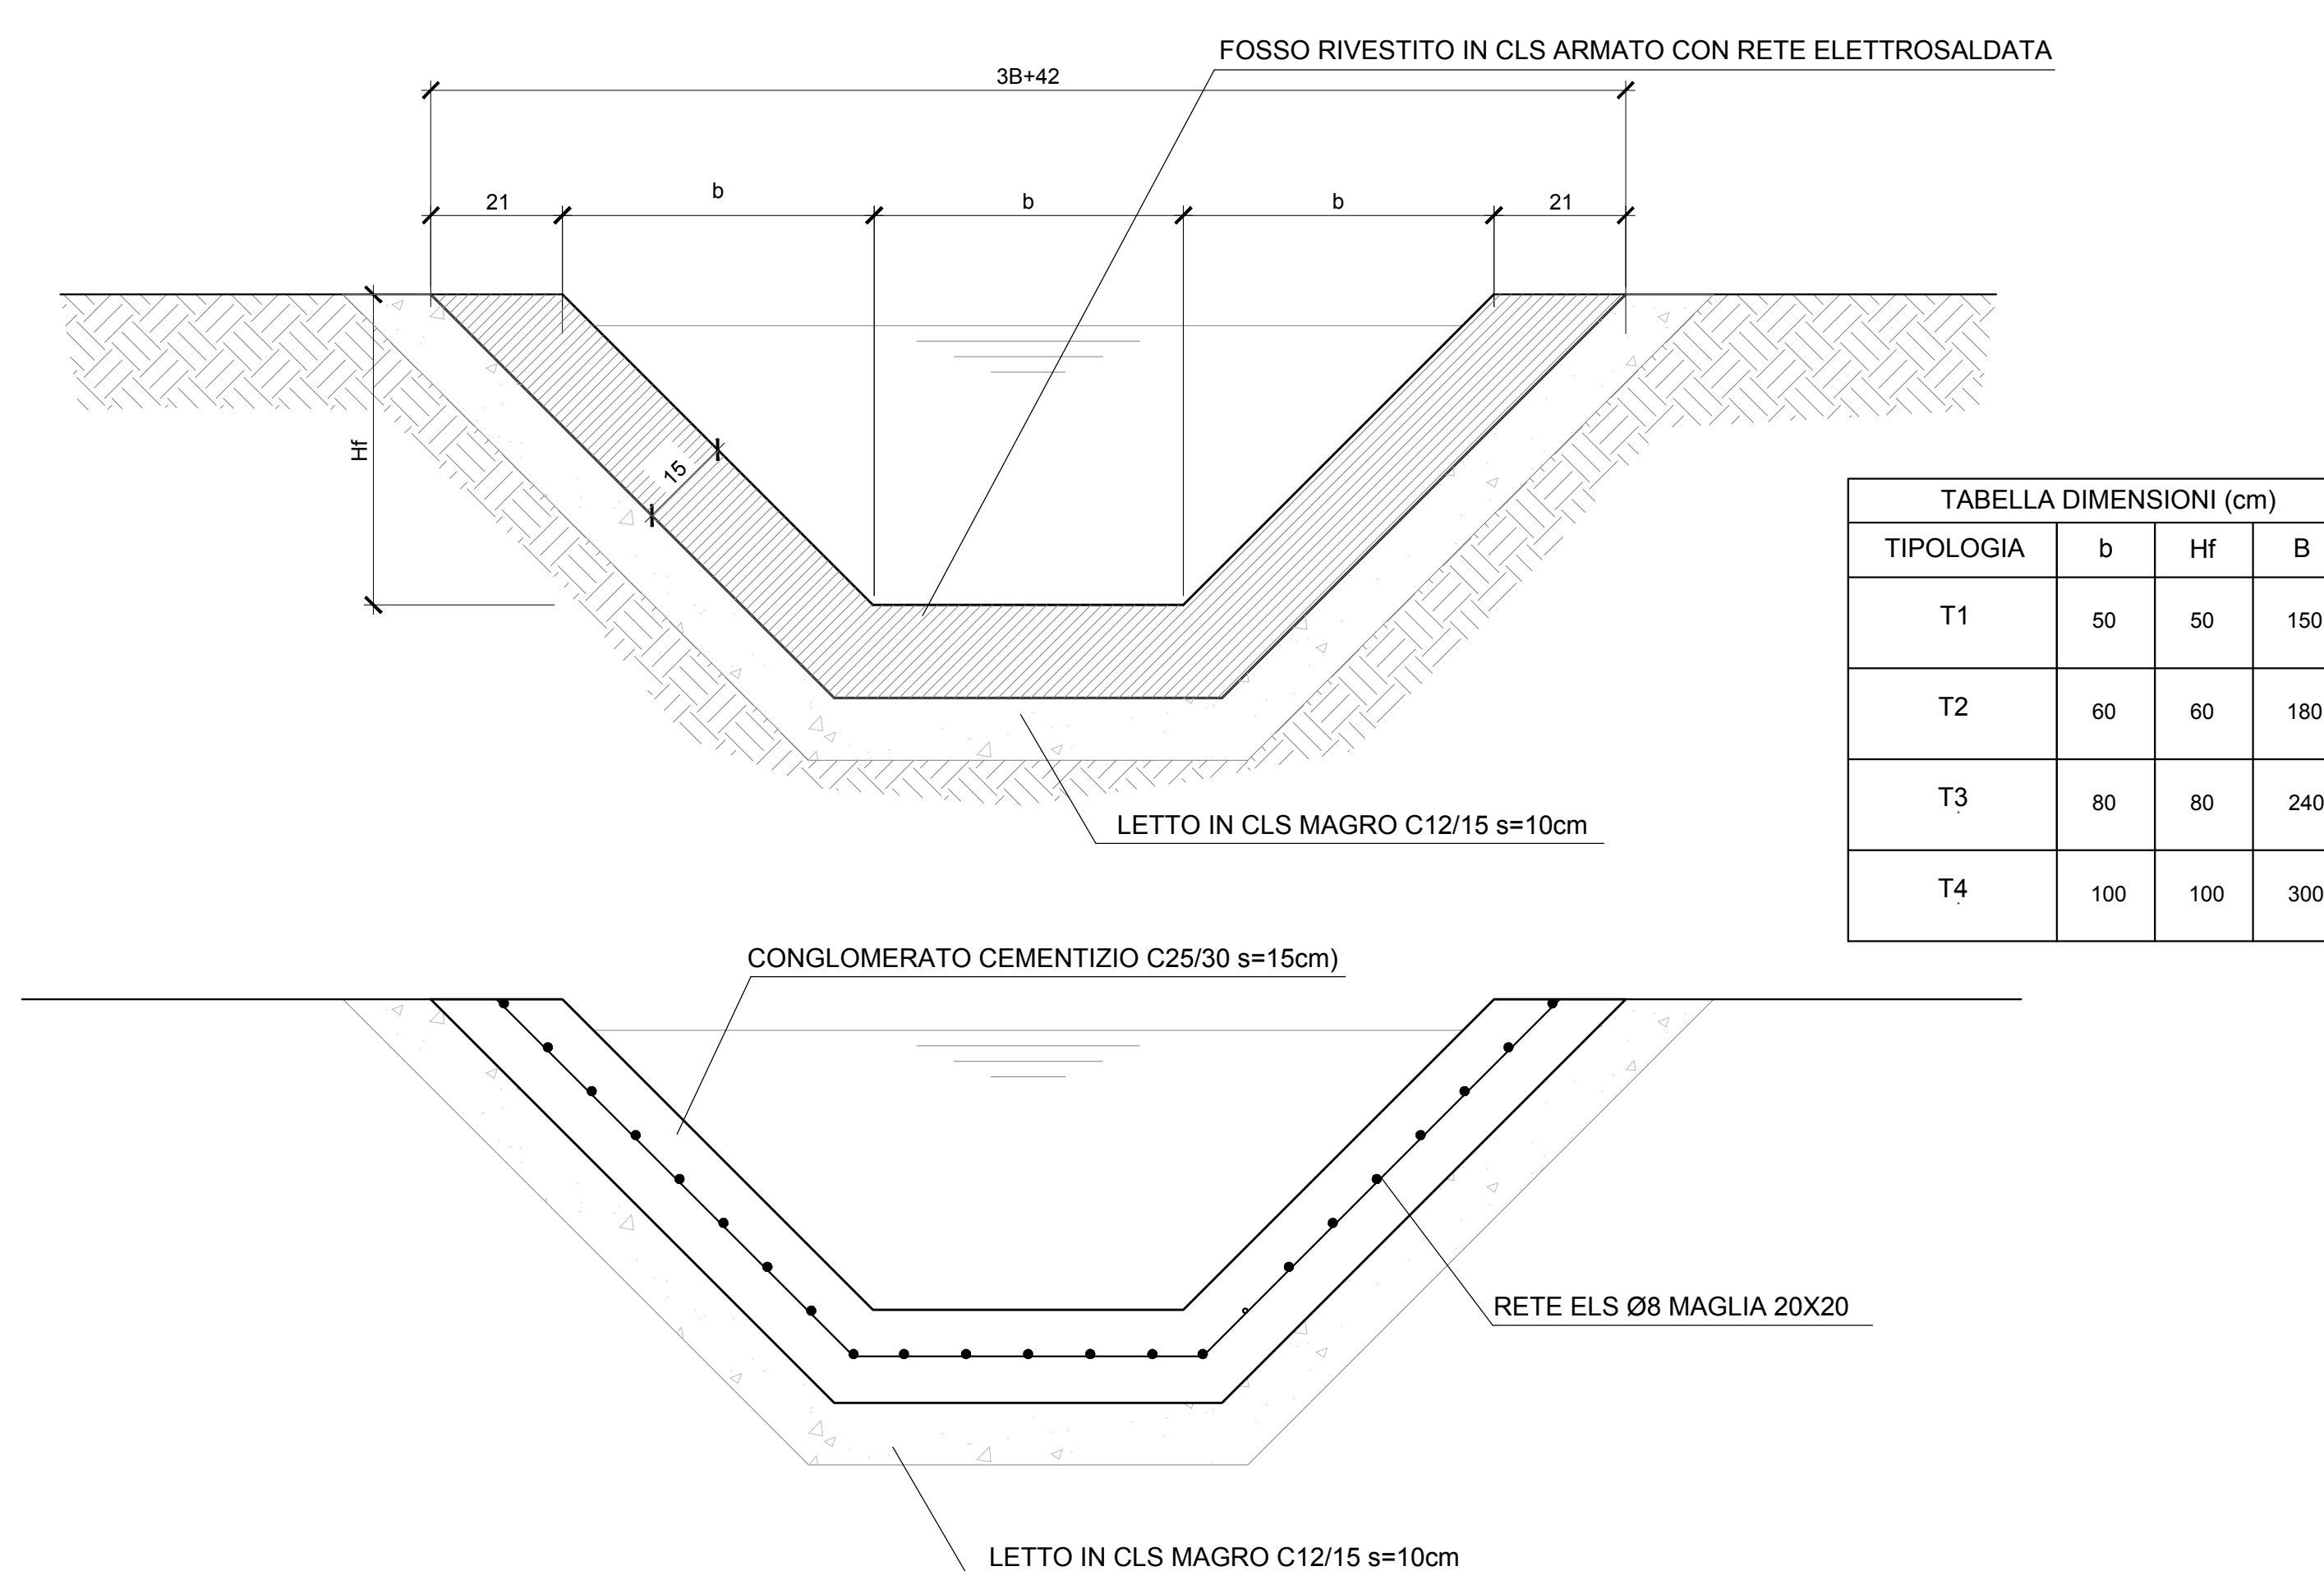 FOSSO RIVESTITO IN CLS ARMATO CON RETE ELETTROSALDATA
3B+42
21 b b b 21
Hf
15
TABELLA DIMENSIONI (cm)
TIPOLOGIA b Hf B
T1 50 50 150
T2 60 60 180
T3 80 80 240
T4 100 100 300
LETTO IN CLS MAGRO C12/15 s=10cm
CONGLOMERATO CEMENTIZIO C25/30 s=15cm)
RETE ELS Ø8 MAGLIA 20X20
LETTO IN CLS MAGRO C12/15 s=10cm